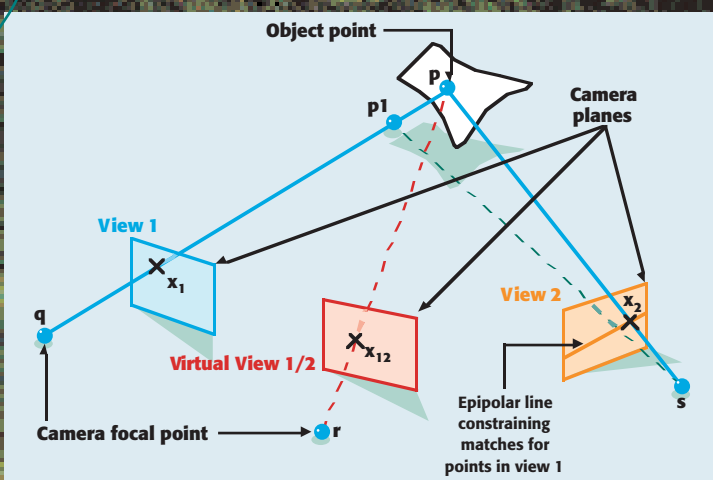 Object point
p
p1
Camera
planes
View 1
x1
View 2
x2
q
Virtual View 1/2
x12
s
Camera focal point
r
Epipolar line
constraining
matches for
points in view 1